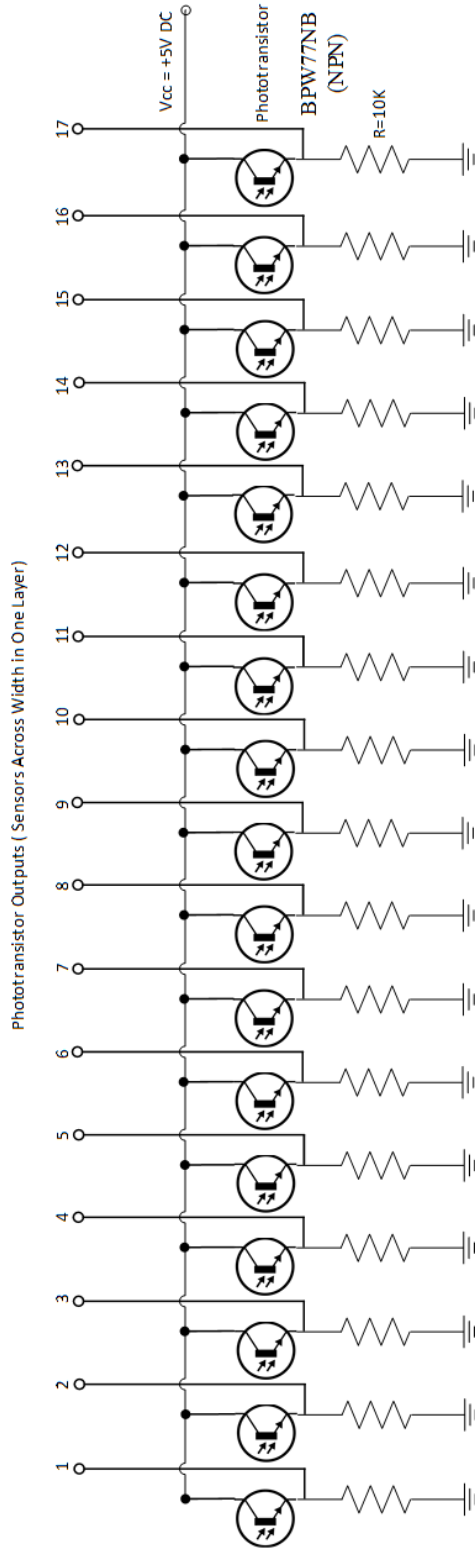 Phototransistor Outputs ( Sensors Across Width in One Layer)
1 2 3 4 5 6 7 8 9 10 11 12 13 14 15 16 17
Vcc = +5V DC
Phototransistor
BPW77NB
(NPN)
R=10K